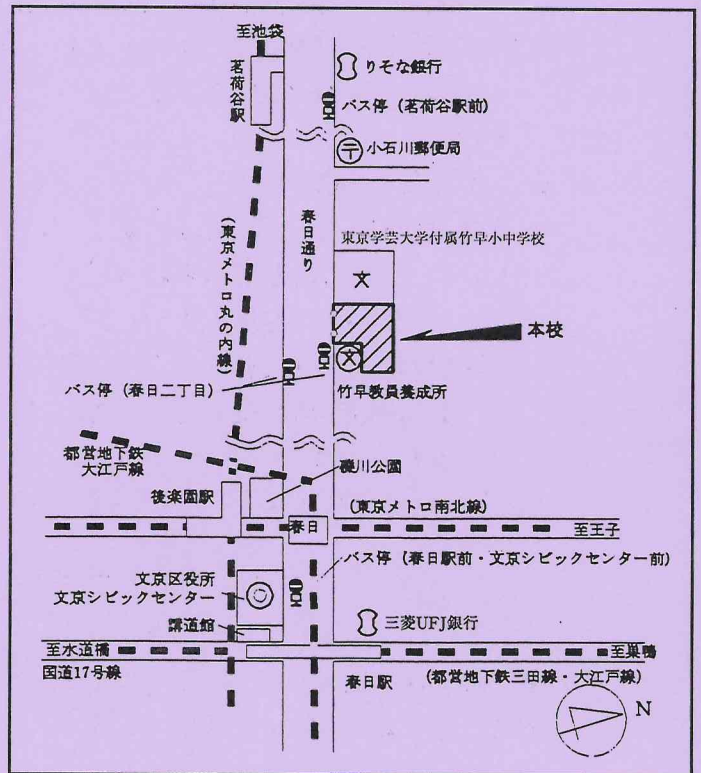 至池袋
茗荷谷駅
りそな銀行
バス停(茗荷谷駅前)
小石川郵便局
春日通り
(東京メトロ丸の内線)
東京学芸大学付属竹早小中学校
文
本校
文
竹早教員養成所
バス停(春日二丁目)
都営地下鉄
大江戸線
礫川公園
後楽園駅
(東京メトロ南北線)
春日
至王子
バス停(春日駅前・文京シビックセンター前)
文京区役所
文京シビックセンター
講道館
三菱UFJ銀行
至水道橋
至巣鴨
国道17号線
春日駅
(都営地下鉄三田線・大江戸線)
N